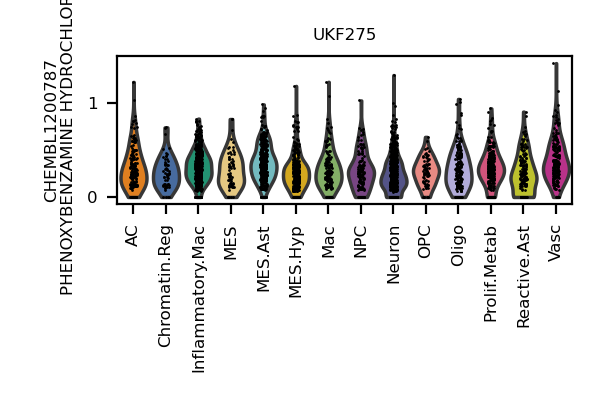 UKF275
CHEMBL1200787
PHENOXYBENZAMINE HYDROCHLOR
1
0
AC
Chromatin.Reg
Inflammatory.Mac
MES
MES.Ast
MES.Hyp
Mac
NPC
Neuron
OPC
Oligo
Prolif.Metab
Reactive.Ast
Vasc